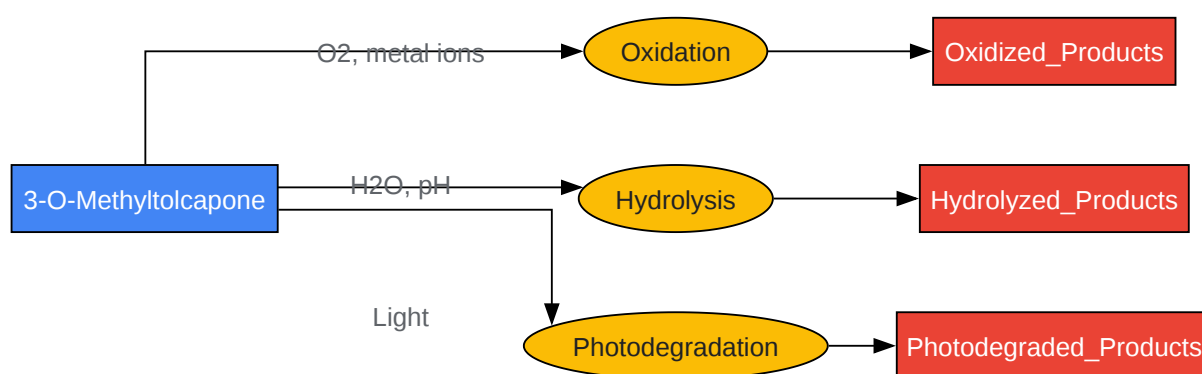 O2, metal ions
Oxidation
Oxidized_Products
3-O-Methyltolcapone
H2O, pH
Hydrolysis
Hydrolyzed_Products
Light
Photodegradation
Photodegraded_Products